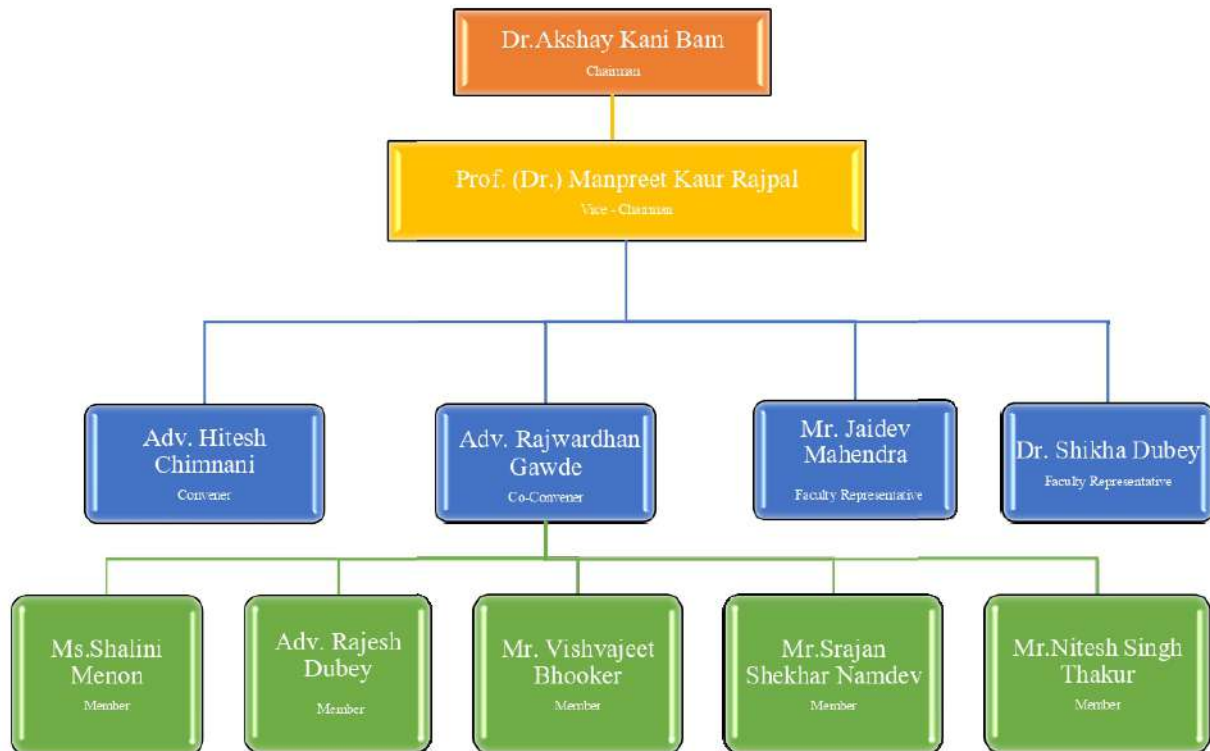 Dr.Akshay Kani Bam
Chairman
Prof. (Dr.) Manpreet Kaur Rajpal
Vice - Chairman
Adv. Hitesh
Chimnani
Convener
Adv. Rajwardhan
Gawde
Co-Convener
Mr. Jaidev
Mahendra
Faculty Representative
Dr. Shikha Dubey
Faculty Representative
Ms.Shalini
Menon
Member
Adv. Rajesh
Dubey
Member
Mr. Vishvajeet
Bhooker
Member
Mr.Srajan
Shekhar Namdev
Member
Mr.Nitesh Singh
Thakur
Member